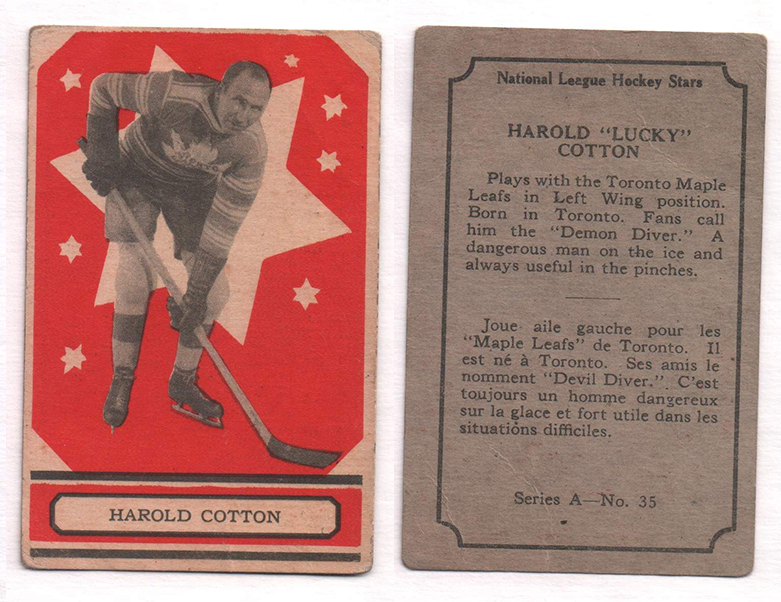 HAROLD COTTON
National League Hockey Stars
HAROLD "LUCKY"
COTTON
Plays with the Toronto Maple
Leafs in Left Wing position.
Born in Toronto. Fans call
him the "Demon Diver." A
dangerous man on the ice and
always useful in the pinches.
Joue aile gauche pour les
"Maple Leafs" de Toronto. Il
est né à Toronto. Ses amis le
nomment "Devil Diver.". C'est
toujours un homme dangereux
sur la glace et fort utile dans les
situations difficiles.
Series A—No. 35